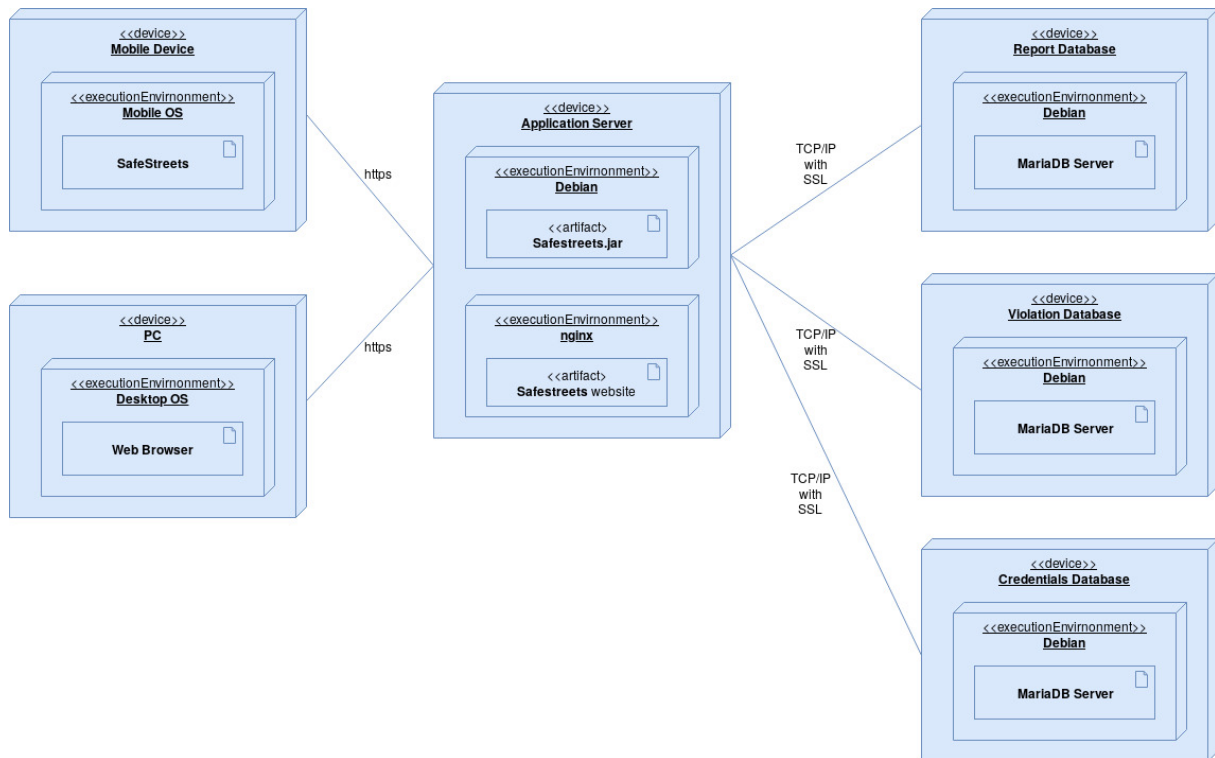 <<device>>
Mobile Device
<<executionEnvirnonment>>
Mobile OS
SafeStreets
https
<<device>>
PC
<<executionEnvirnonment>>
Desktop OS
Web Browser
https
<<device>>
Application Server
<<executionEnvironment>>
Debian
<<artifact>
Safestreets.jar
<<executionEnvirnonment>>
nginx
<<artifact>
Safestreets website
TCP/IP
with
SSL
<<device>>
Report Database
<<executionEnvirnonment>>
Debian
MariaDB Server
TCP/IP
with
SSL
<<device>>
Violation Database
<<executionEnvirnonment>>
Debian
MariaDB Server
TCP/IP
with
SSL
<<device>>
Credentials Database
<<executionEnvirnonment>>
Debian
MariaDB Server